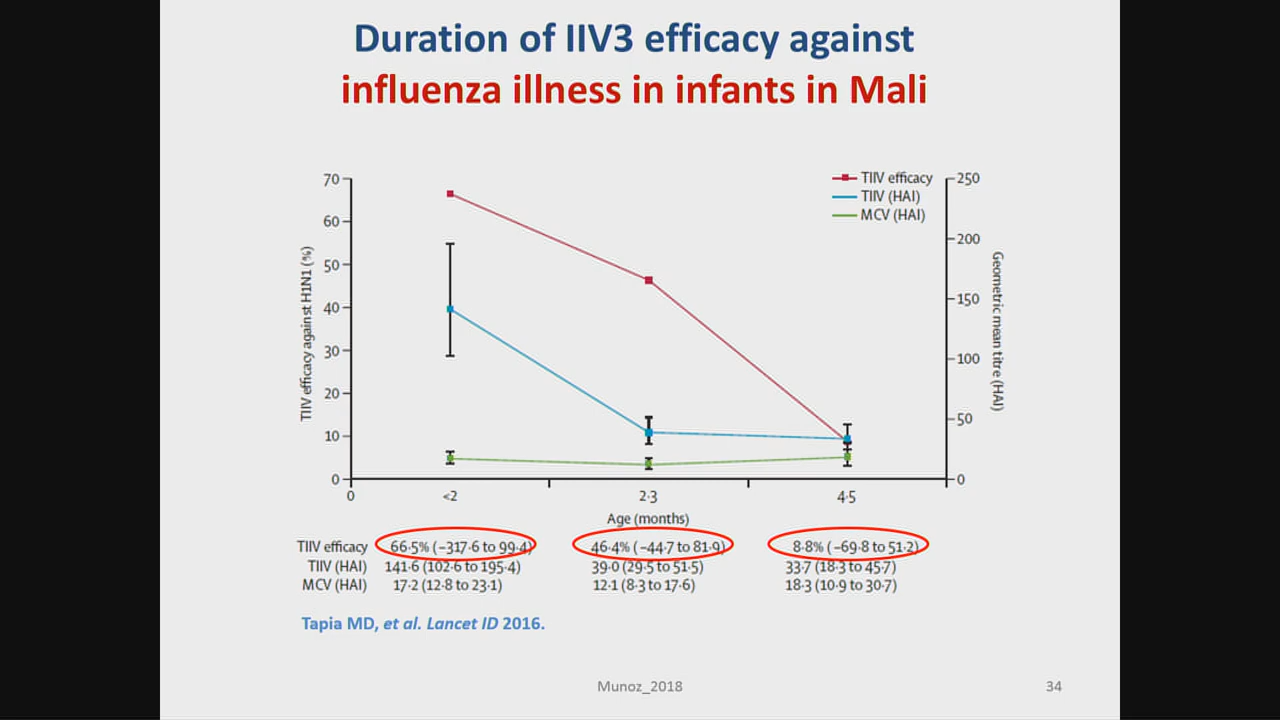 Duration of IIV3 efficacy against
influenza illness in infants in Mali
TIIV efficacy
TIIV (HAI)
MCV (HAI)
TIIV efficacy against H1N1 (%)
70
60
50
40
30
20
10
0
Geometric mean titre (HAI)
250
200
150
100
50
0
0 <2 2·3 4·5
Age (months)
TIIV efficacy 66·5% (−317·6 to 99·4) 46·4% (−44·7 to 81·9) 8·8% (−69·8 to 51·2)
TIIV (HAI) 141·6 (102·6 to 195·4) 39·0 (29·5 to 51·5) 33·7 (18·3 to 45·7)
MCV (HAI) 17·2 (12·8 to 23·1) 12·1 (8·3 to 17·6) 18·3 (10·9 to 30·7)
Tapia MD, et al. Lancet ID 2016.
Munoz_2018
34